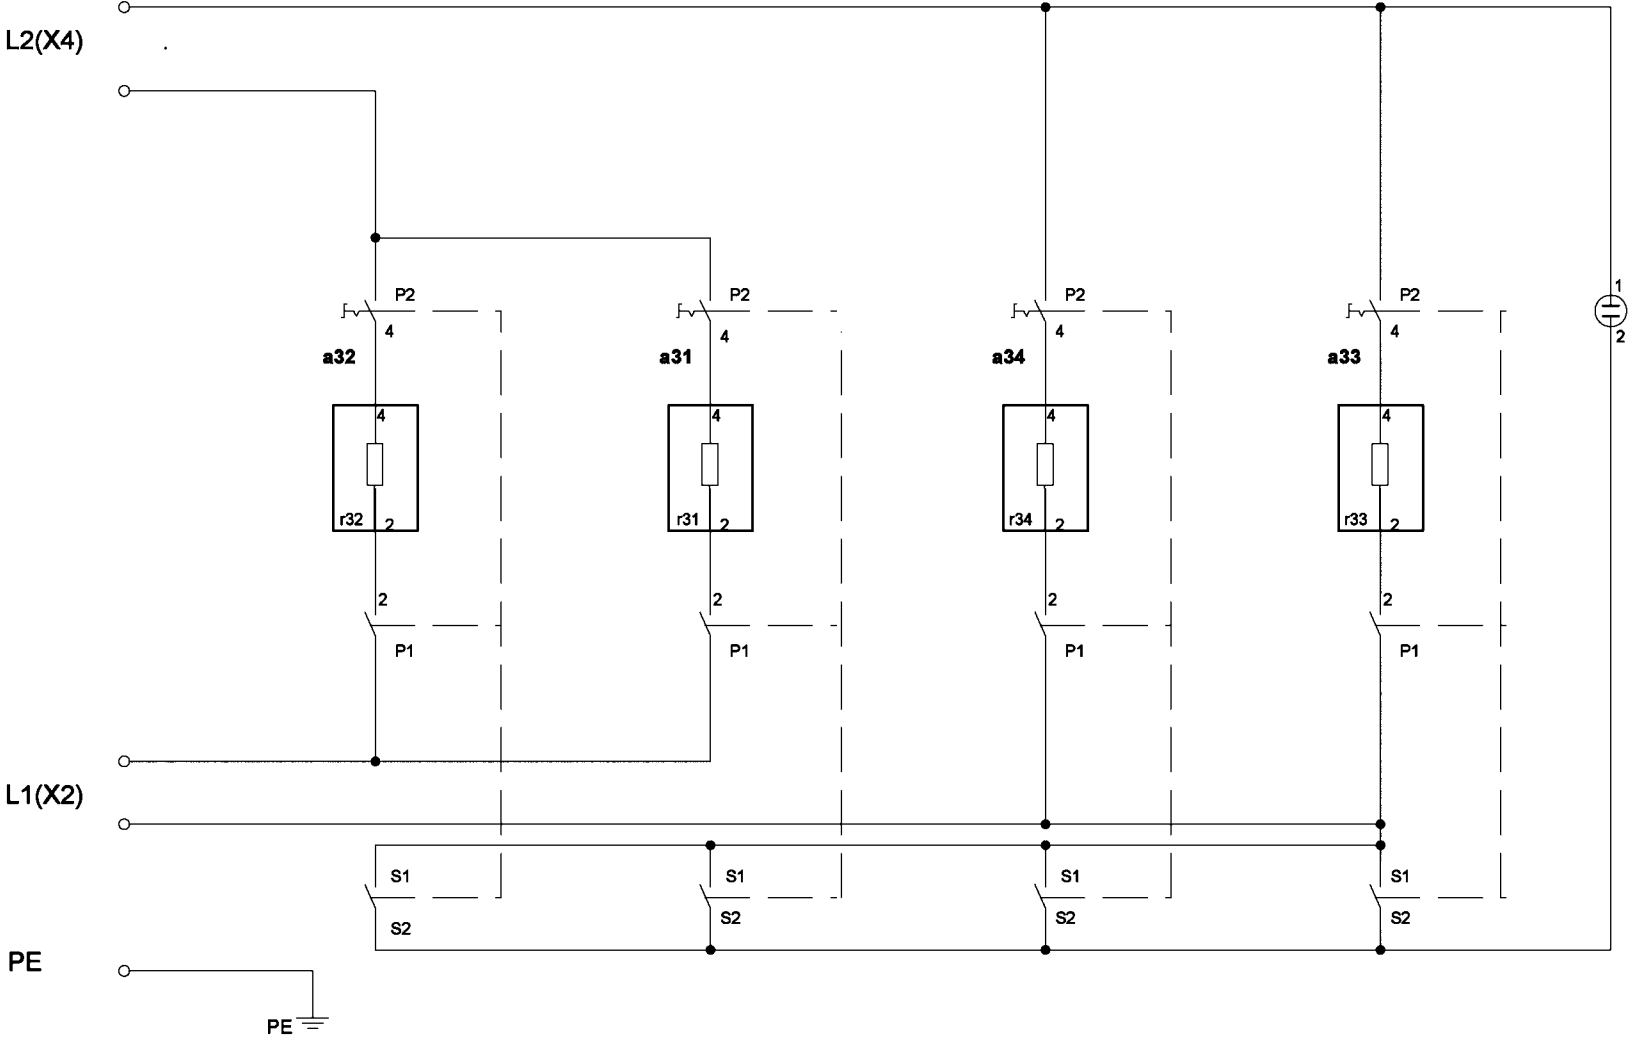 L2(X4)
1
P2 P2 P2 P2
4 4 4 4
2
a32 a31 a34 a33
4 4 4 4
r32 2 r31 2 r34 2 r33 2
2 2 2 2
P1 P1 P1 P1
L1(X2)
S1 S1 S1 S1
S2 S2 S2 S2
PE
PE